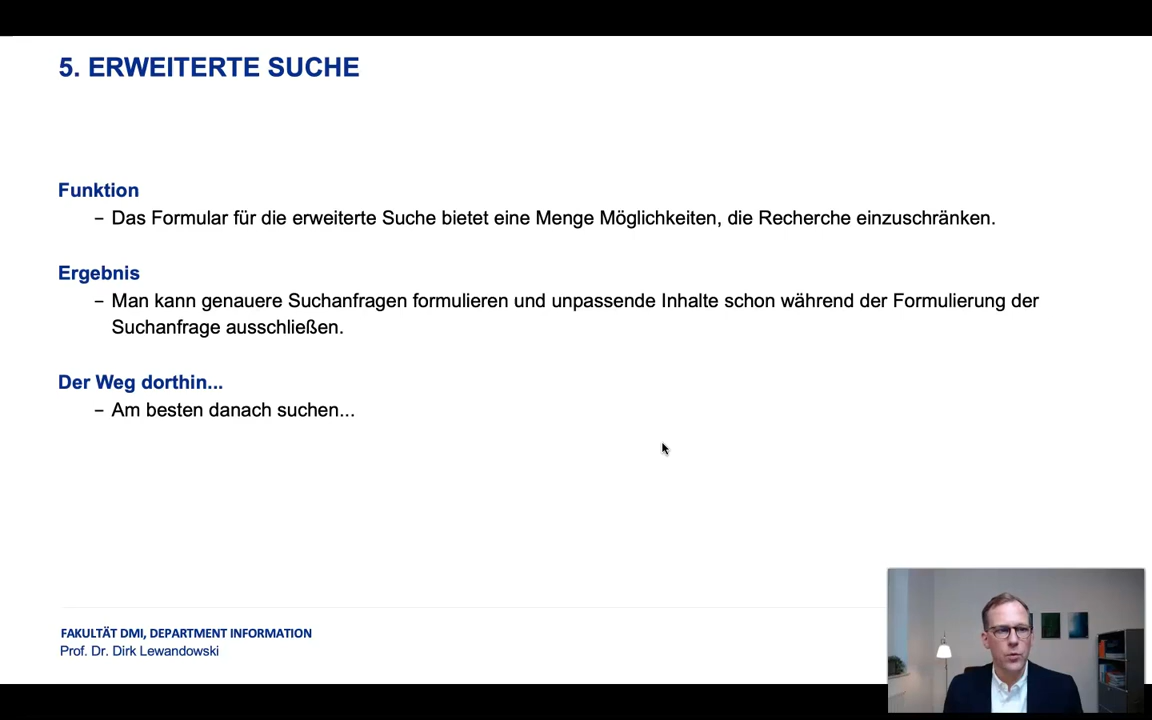 5. ERWEITERTE SUCHE
Funktion
– Das Formular für die erweiterte Suche bietet eine Menge Möglichkeiten, die Recherche einzuschränken.
Ergebnis
– Man kann genauere Suchanfragen formulieren und unpassende Inhalte schon während der Formulierung der
Suchanfrage ausschließen.
Der Weg dorthin...
– Am besten danach suchen...
FAKULTÄT DMI, DEPARTMENT INFORMATION
Prof. Dr. Dirk Lewandowski